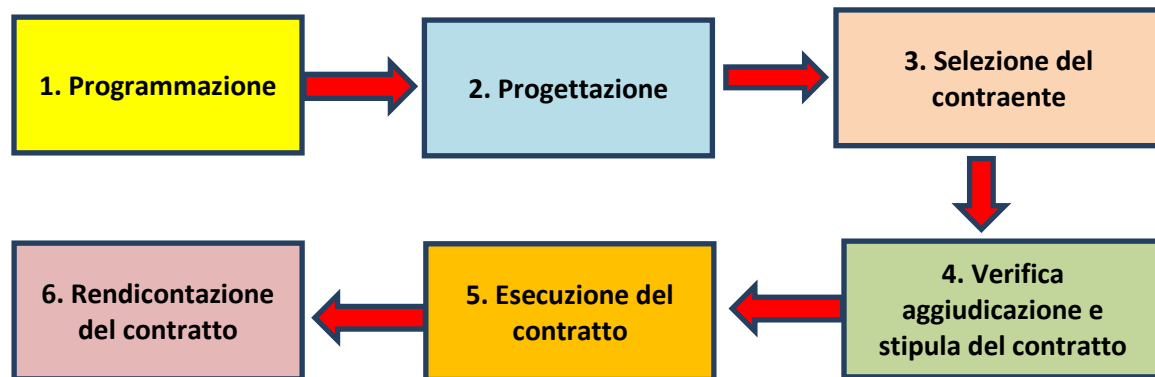 1. Programmazione
2. Progettazione
3. Selezione del
contraente
4. Verifica
aggiudicazione e
stipula del contratto
5. Esecuzione del
contratto
6. Rendicontazione
del contratto